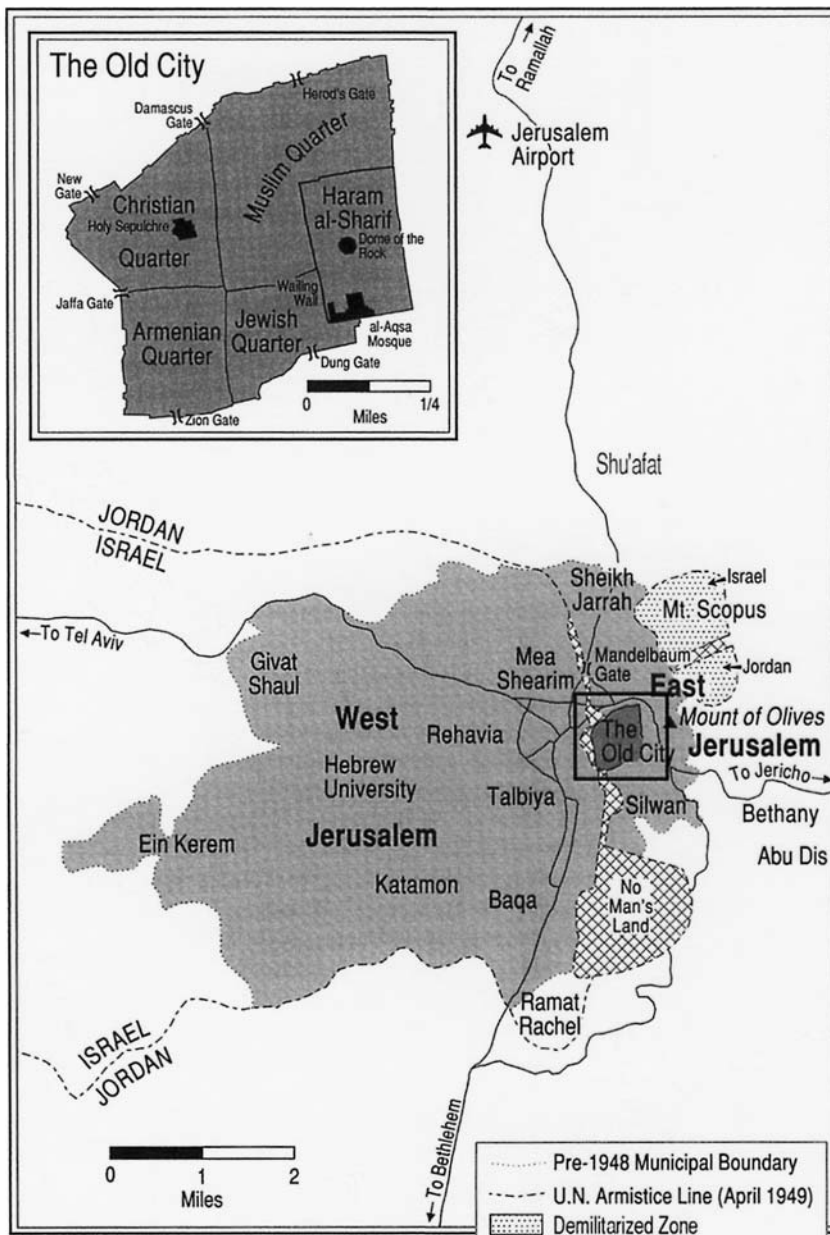 The Old City
Herod's Gate
Damascus
Gate
Muslim Quarter
New
Gate
Christian
Holy Sepulchre
Quarter
Haram
al-Sharif
Dome of the
Rock
Wailing
Wall
Jaffa Gate
Armenian
Quarter
Jewish
Quarter
al-Aqsa
Mosque
Dung Gate
Zion Gate
0 1/4
Miles
To
Ramallah
Jerusalem
Airport
Shu'afat
JORDAN
ISRAEL
Sheikh
Jarrah
Israel
Mt. Scopus
To Tel Aviv
Givat
Shaul
Mea
Shearim
Mandelbaum
Gate
Jordan
East
Mount of Olives
West
Rehavia
The
Old City
Jerusalem
Hebrew
University
To Jericho
Talbiya
Silwan
Bethany
Ein Kerem
Jerusalem
Abu Dis
Katamon
Baqa
No
Man's
Land
Ramat
Rachel
ISRAEL
JORDAN
To Bethlehem
0 1 2
Miles
Pre-1948 Municipal Boundary
U.N. Armistice Line (April 1949)
Demilitarized Zone